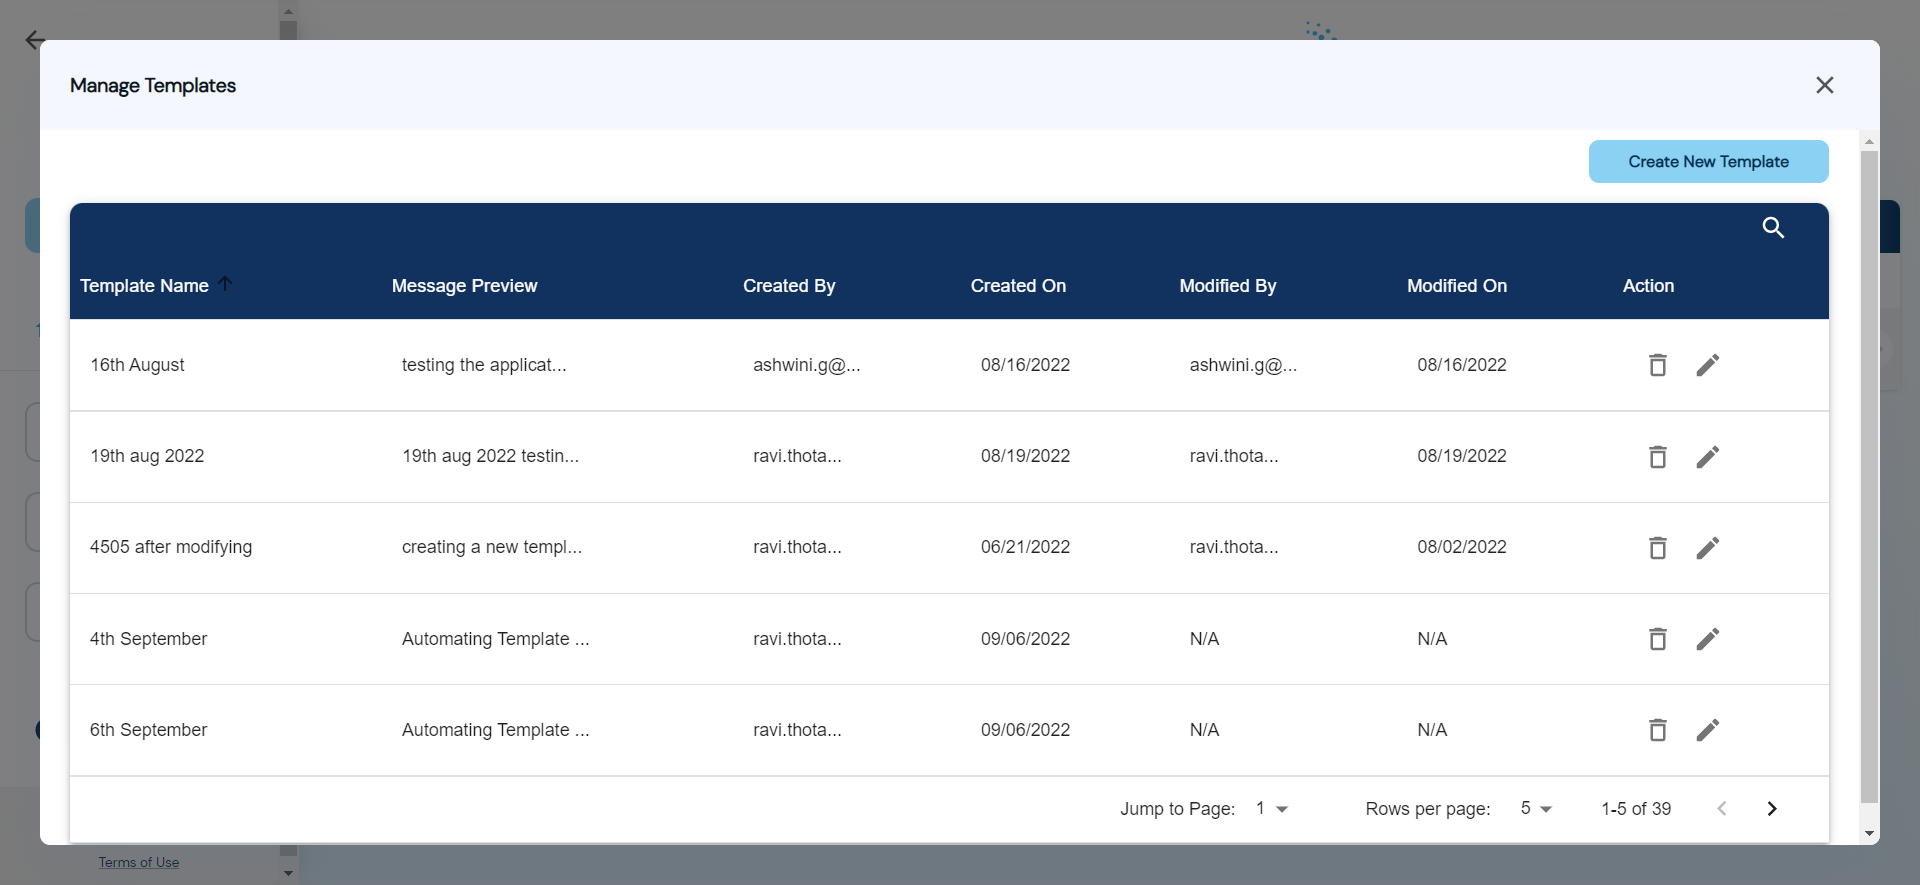 Manage Templates
Create New Template
Template Name Message Preview Created By Created On Modified By Modified On Action
16th August testing the applicat... ashwini.g@... 08/16/2022 ashwini.g@... 08/16/2022
19th aug 2022 19th aug 2022 testin... ravi.thota... 08/19/2022 ravi.thota... 08/19/2022
4505 after modifying creating a new templ... ravi.thota... 06/21/2022 ravi.thota... 08/02/2022
4th September Automating Template ... ravi.thota... 09/06/2022 N/A N/A
6th September Automating Template ... ravi.thota... 09/06/2022 N/A N/A
Jump to Page: 1 Rows per page: 5 1-5 of 39
Terms of Use